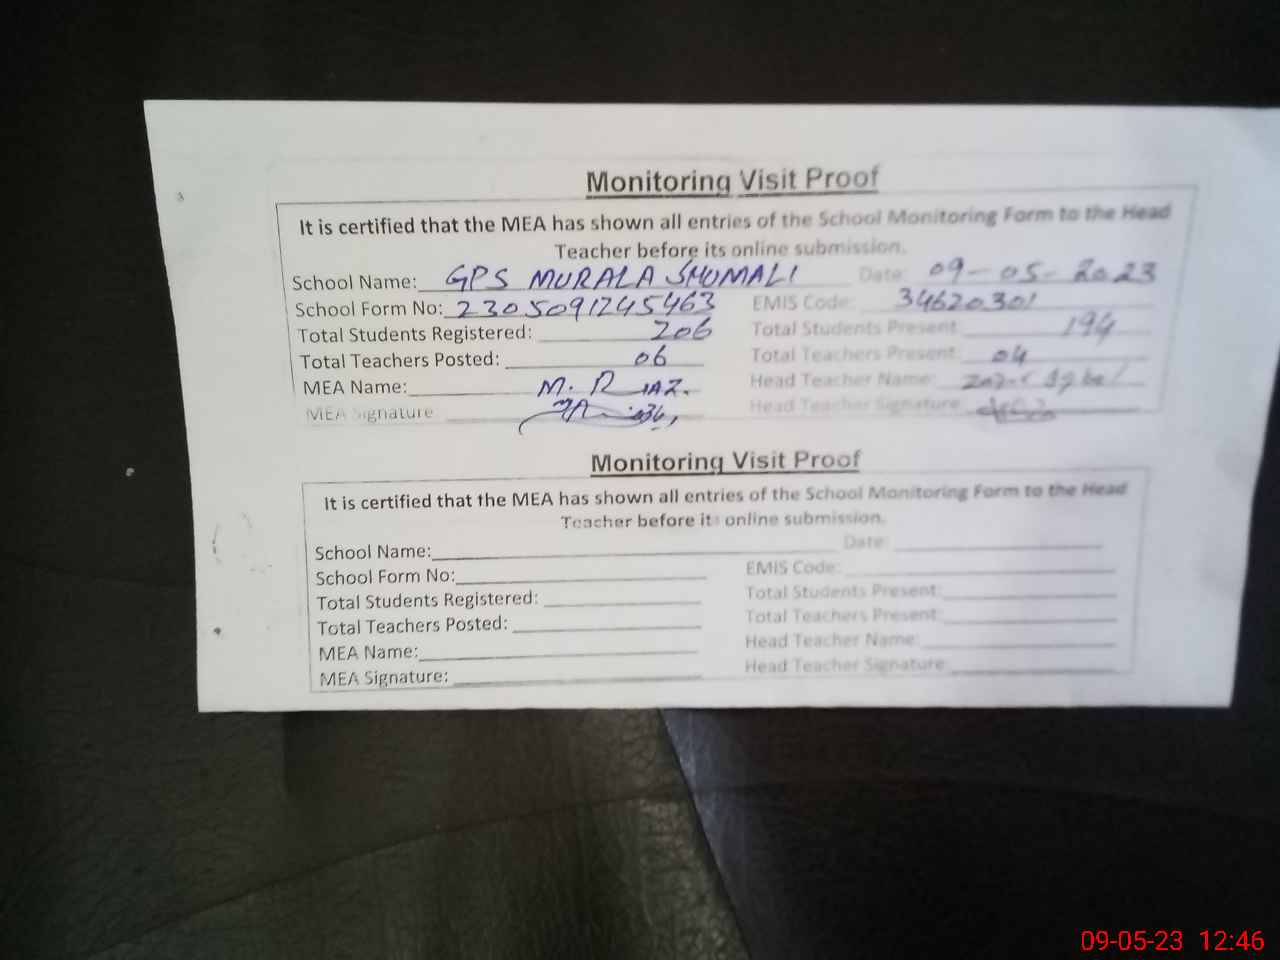 Monitoring Visit Proof
It is certified that the MEA has shown all entries of the School Monitoring Form to the Head
Teacher before its online submission.
School Name: GPS MURALA SHUMALI Date: 09-05-2023
School Form No: 2305091245463 EMIS Code: 34620301
Total Students Registered: 206 Total Students Present: 194
Total Teachers Posted: 06 Total Teachers Present: 04
MEA Name: M. RIAZ. Head Teacher Name:
MEA Signature Head Teacher Signature:
Monitoring Visit Proof
It is certified that the MEA has shown all entries of the School Monitoring Form to the Head
Teacher before its online submission.
School Name: Date:
School Form No: EMIS Code:
Total Students Registered: Total Students Present:
Total Teachers Posted: Total Teachers Present:
MEA Name: Head Teacher Name:
MEA Signature: Head Teacher Signature:
09-05-23 12:46